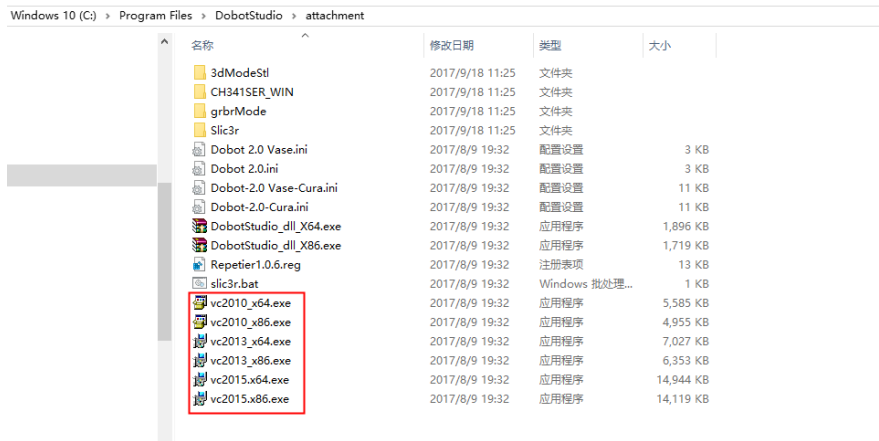 Windows 10 (C:) > Program Files > DobotStudio > attachment
名称 修改日期 类型 大小
3dModeStl 2017/9/18 11:25 文件夹
CH341SER_WIN 2017/9/18 11:25 文件夹
grbrMode 2017/9/18 11:25 文件夹
Slic3r 2017/9/18 11:25 文件夹
Dobot 2.0 Vase.ini 2017/8/9 19:32 配置设置 3 KB
Dobot 2.0.ini 2017/8/9 19:32 配置设置 3 KB
Dobot-2.0 Vase-Cura.ini 2017/8/9 19:32 配置设置 11 KB
Dobot-2.0-Cura.ini 2017/8/9 19:32 配置设置 11 KB
DobotStudio_dll_X64.exe 2017/8/9 19:32 应用程序 1,896 KB
DobotStudio_dll_X86.exe 2017/8/9 19:32 应用程序 1,719 KB
Repetier1.0.6.reg 2017/8/9 19:32 注册表项 13 KB
slic3r.bat 2017/8/9 19:32 Windows 批处理... 1 KB
vc2010_x64.exe 2017/8/9 19:32 应用程序 5,585 KB
vc2010_x86.exe 2017/8/9 19:32 应用程序 4,955 KB
vc2013_x64.exe 2017/8/9 19:32 应用程序 7,027 KB
vc2013_x86.exe 2017/8/9 19:32 应用程序 6,353 KB
vc2015.x64.exe 2017/8/9 19:32 应用程序 14,944 KB
vc2015.x86.exe 2017/8/9 19:32 应用程序 14,119 KB